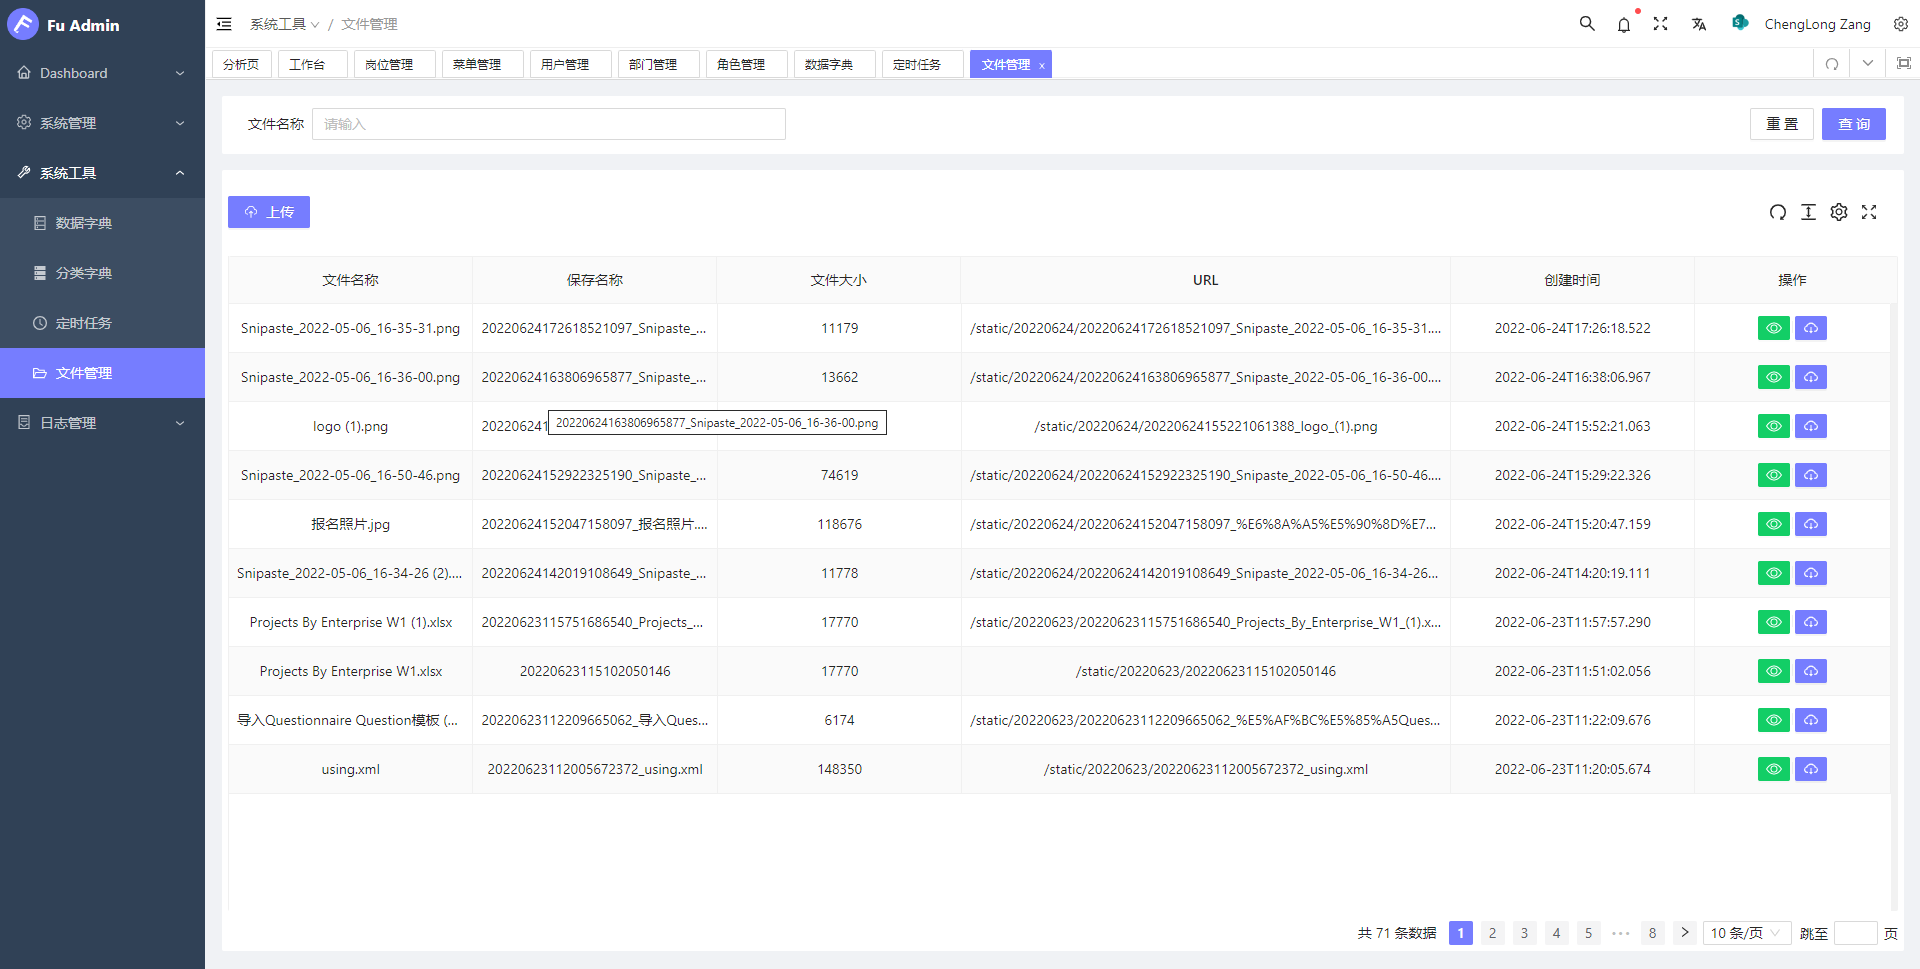 Fu Admin
系统工具 / 文件管理
ChengLong Zang
分析页 工作台 岗位管理 菜单管理 用户管理 部门管理 角色管理 数据字典 定时任务 文件管理 x
Dashboard
系统管理
系统工具
数据字典
分类字典
定时任务
文件管理
日志管理
文件名称 请输入 重 置 查 询
上传
文件名称 保存名称 文件大小 URL 创建时间 操作
Snipaste_2022-05-06_16-35-31.png 20220624172618521097_Snipaste_... 11179 /static/20220624/20220624172618521097_Snipaste_2022-05-06_16-35-31.... 2022-06-24T17:26:18.522
Snipaste_2022-05-06_16-36-00.png 20220624163806965877_Snipaste_... 13662 /static/20220624/20220624163806965877_Snipaste_2022-05-06_16-36-00.... 2022-06-24T16:38:06.967
logo (1).png 202206241 20220624163806965877_Snipaste_2022-05-06_16-36-00.png /static/20220624/20220624155221061388_logo_(1).png 2022-06-24T15:52:21.063
Snipaste_2022-05-06_16-50-46.png 20220624152922325190_Snipaste_... 74619 /static/20220624/20220624152922325190_Snipaste_2022-05-06_16-50-46.... 2022-06-24T15:29:22.326
报名照片.jpg 20220624152047158097_报名照片.... 118676 /static/20220624/20220624152047158097_%E6%8A%A5%E5%90%8D%E7... 2022-06-24T15:20:47.159
Snipaste_2022-05-06_16-34-26 (2).... 20220624142019108649_Snipaste_... 11778 /static/20220624/20220624142019108649_Snipaste_2022-05-06_16-34-26... 2022-06-24T14:20:19.111
Projects By Enterprise W1 (1).xlsx 20220623115751686540_Projects_... 17770 /static/20220623/20220623115751686540_Projects_By_Enterprise_W1_(1).x... 2022-06-23T11:57:57.290
Projects By Enterprise W1.xlsx 20220623115102050146 17770 /static/20220623/20220623115102050146 2022-06-23T11:51:02.056
导入Questionnaire Question模板 (... 20220623112209665062_导入Ques... 6174 /static/20220623/20220623112209665062_%E5%AF%BC%E5%85%A5Ques... 2022-06-23T11:22:09.676
using.xml 20220623112005672372_using.xml 148350 /static/20220623/20220623112005672372_using.xml 2022-06-23T11:20:05.674
共 71 条数据 1 2 3 4 5 ••• 8 > 10 条/页 跳至 页